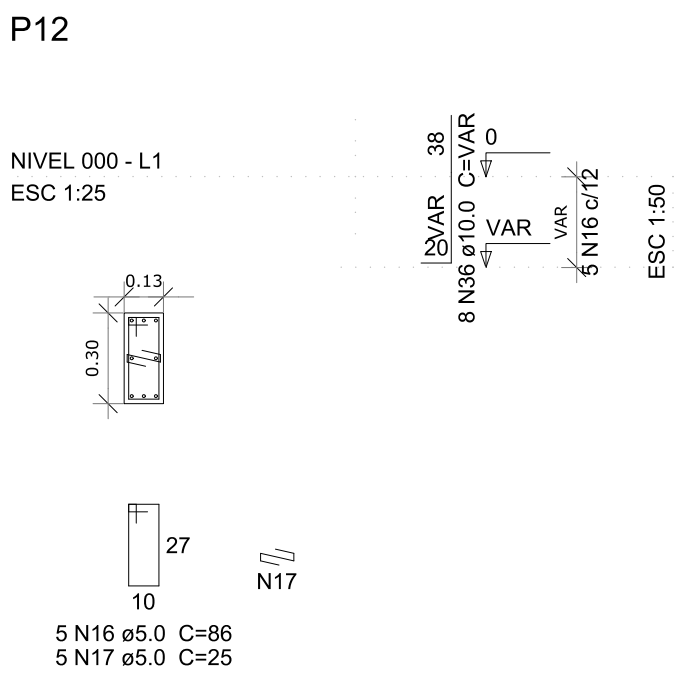 P12
NIVEL 000 - L1
ESC 1:25
38
VAR
20
8 N36 ø10.0 C=VAR
0
VAR
VAR
5 N16 c/12
ESC 1:50
0.13
0.30
27
10
N17
5 N16 ø5.0 C=86
5 N17 ø5.0 C=25